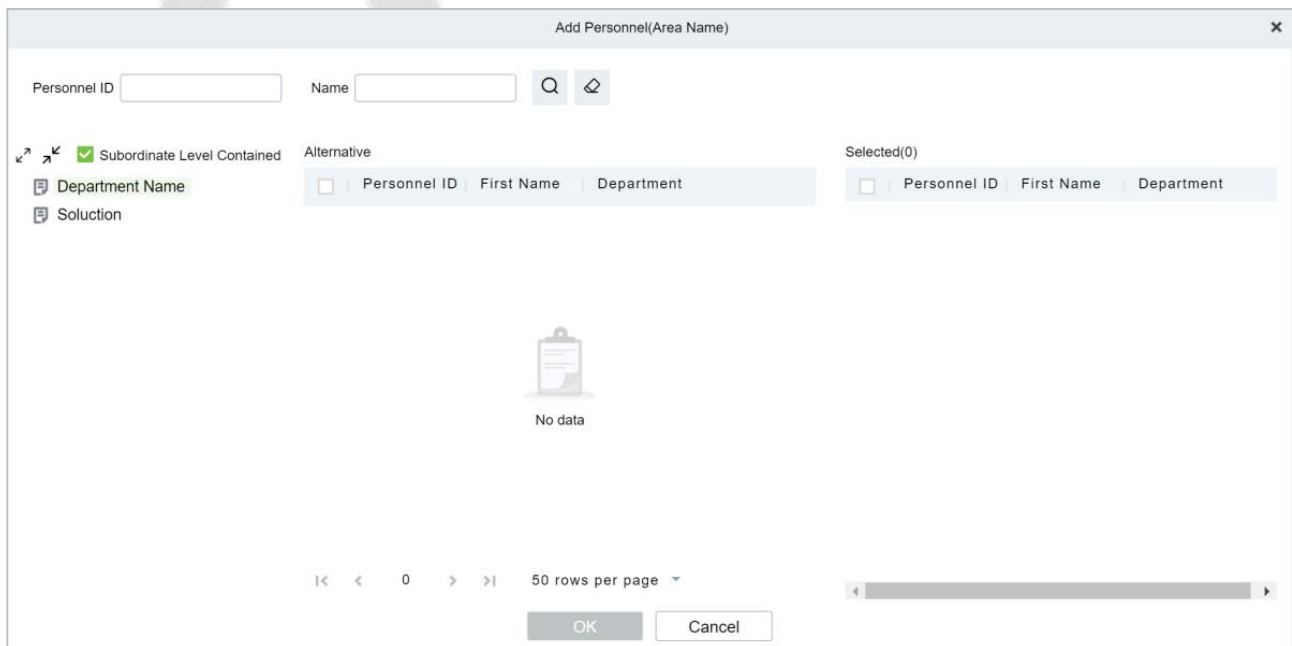 Add Personnel(Area Name)
Personnel ID Name
Subordinate Level Contained
Alternative
Selected(0)
Department Name
Soluction
Personnel ID First Name Department
Personnel ID First Name Department
No data
0 50 rows per page
OK Cancel